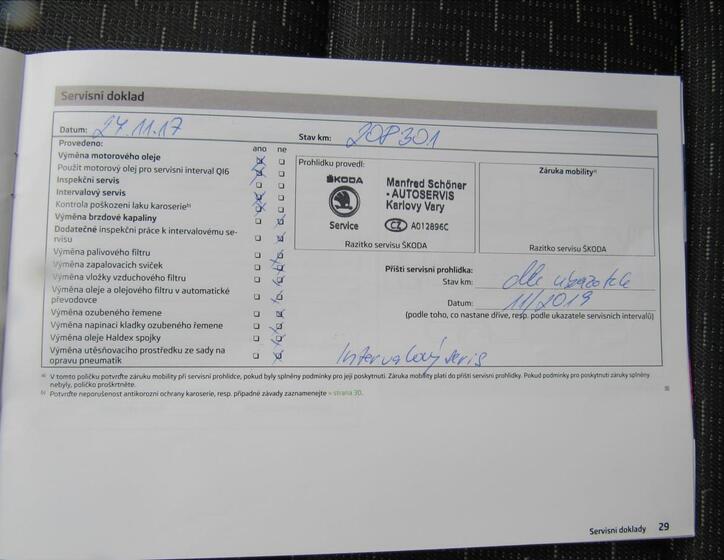 Servisní doklad
Datum: 27.11.17
Stav km: 208301
Provedeno: ano ne
Výměna motorového oleje
Použit motorový olej pro servisní interval QI6
Inspekční servis
Intervalový servis
Kontrola poškození laku karoserieb)
Výměna brzdové kapaliny
Dodatečné inspekční práce k intervalovému se-
rvisu
Výměna palivového filtru
Výměna zapalovacích svíček
Výměna vložky vzduchového filtru
Výměna oleje a olejového filtru v automatické
převodovce
Výměna ozubeného řemene
Výměna napínací kladky ozubeného řemene
Výměna oleje Haldex spojky
Výměna utěsňovacího prostředku ze sady na
opravu pneumatik
Prohlídku provedl:
ŠKODA
Service
Manfred Schöner
- AUTOSERVIS
Karlovy Vary
CZ A012896C
Razítko servisu ŠKODA
Záruka mobilitya)
Razítko servisu ŠKODA
Příští servisní prohlídka:
Stav km: dle ukazatele
Datum: 11/2019
(podle toho, co nastane dříve, resp. podle ukazatele servisních intervalů)
Intervalový servis
a) V tomto políčku potvrďte záruku mobility při servisní prohlídce, pokud byly splněny podmínky pro její poskytnutí. Záruka mobility platí do příští servisní prohlídky. Pokud podmínky pro poskytnutí záruky splněny
nebyly, políčko proškrtněte.
b) Potvrďte neporušenost antikorozní ochrany karoserie, resp. případné závady zaznamenejte » strana 30.
Servisní doklady 29